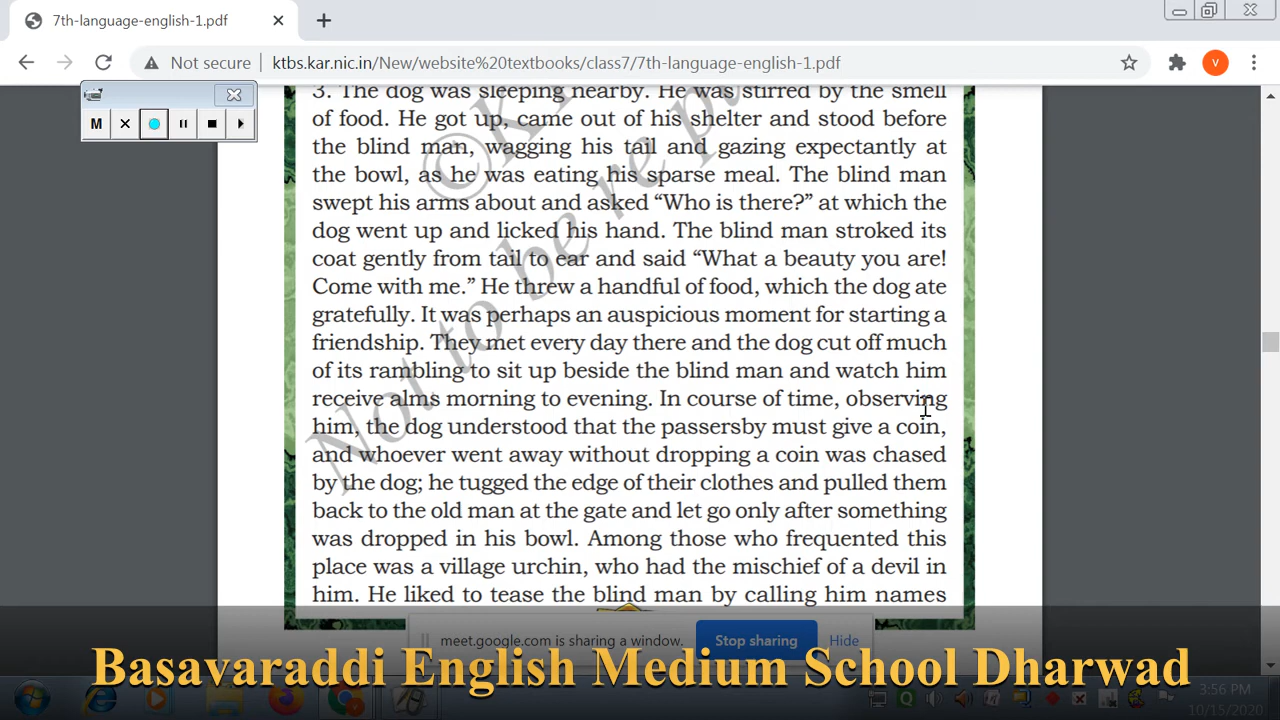 7th-language-english-1.pdf
Not secure
ktbs.kar.nic.in/New/website%20textbooks/class7/7th-language-english-1.pdf
V
M
3. The dog was sleeping nearby. He was stirred by the smell
of food. He got up, came out of his shelter and stood before
the blind man, wagging his tail and gazing expectantly at
the bowl, as he was eating his sparse meal. The blind man
swept his arms about and asked “Who is there?” at which the
dog went up and licked his hand. The blind man stroked its
coat gently from tail to ear and said “What a beauty you are!
Come with me.” He threw a handful of food, which the dog ate
gratefully. It was perhaps an auspicious moment for starting a
friendship. They met every day there and the dog cut off much
of its rambling to sit up beside the blind man and watch him
receive alms morning to evening. In course of time, observing
him, the dog understood that the passersby must give a coin,
and whoever went away without dropping a coin was chased
by the dog; he tugged the edge of their clothes and pulled them
back to the old man at the gate and let go only after something
was dropped in his bowl. Among those who frequented this
place was a village urchin, who had the mischief of a devil in
him. He liked to tease the blind man by calling him names
©K
Not to be re p
meet.google.com is sharing a window.
Stop sharing
Hide
Basavaraddi English Medium School Dharwad
3:56 PM
10/15/2020